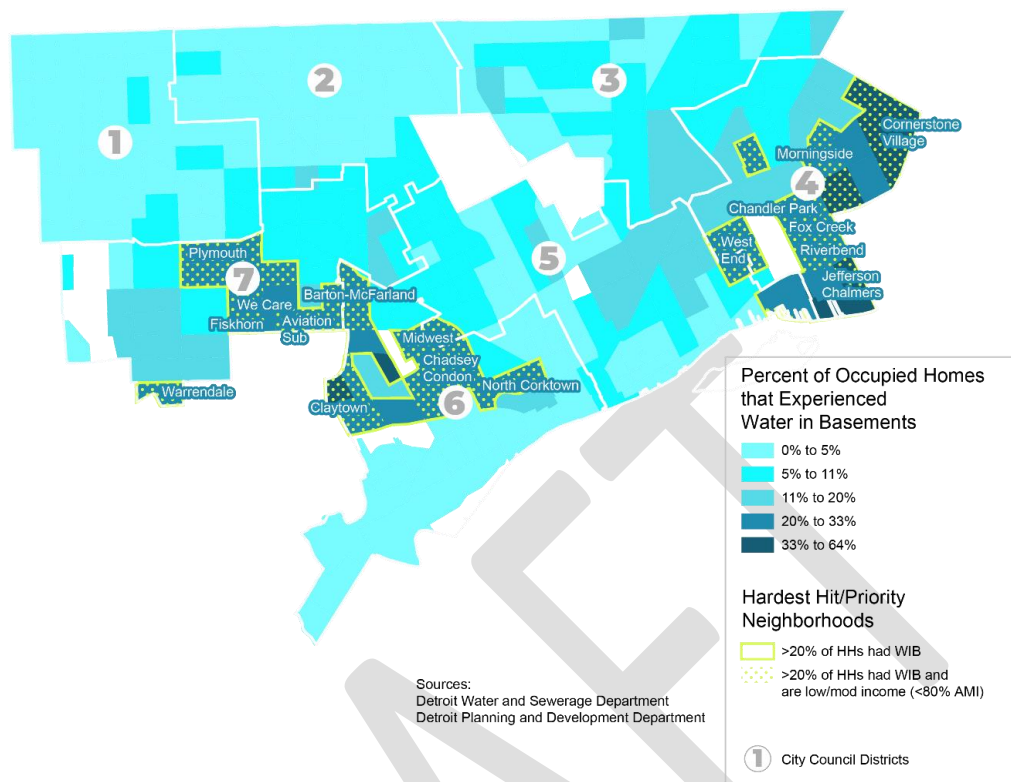 1
2
3
Cornerstone
Village
Morningside
4
Chandler Park
Fox Creek
West
End
Riverbend
5
Jefferson
Chalmers
Plymouth
7
We Care
Barton-McFarland
Fiskhorn
Aviation
Sub
Midwest
Chadsey
Condon
Warrendale
North Corktown
Claytown
6
Percent of Occupied Homes
that Experienced
Water in Basements
0% to 5%
5% to 11%
11% to 20%
20% to 33%
33% to 64%
Hardest Hit/Priority
Neighborhoods
>20% of HHs had WIB
>20% of HHs had WIB and
are low/mod income (<80% AMI)
1 City Council Districts
Sources:
Detroit Water and Sewerage Department
Detroit Planning and Development Department